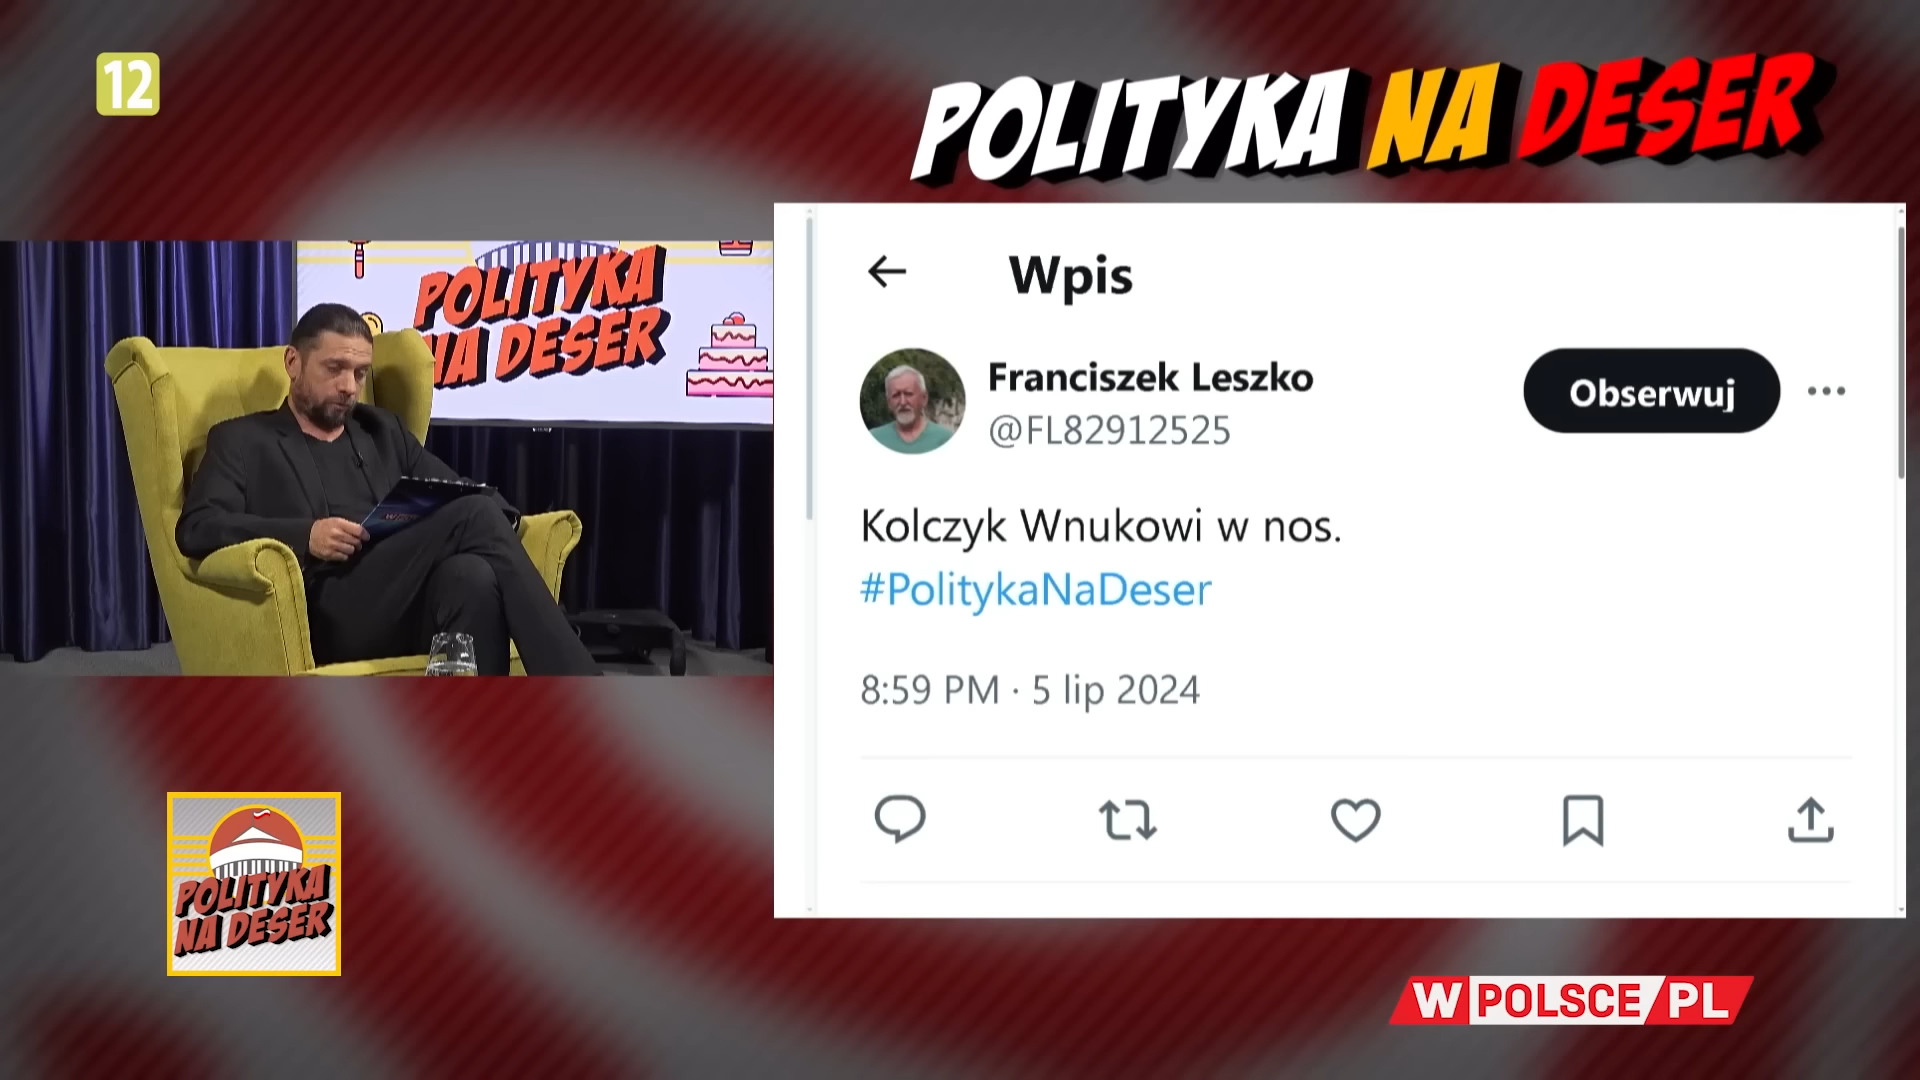 12
POLITYKA NA DESER
POLITYKA
NA DESER
Wpis
Franciszek Leszko
@FL82912525
Obserwuj
Kolczyk Wnukowi w nos.
#PolitykaNaDeser
8:59 PM · 5 lip 2024
POLITYKA
NA DESER
W POLSCE/PL